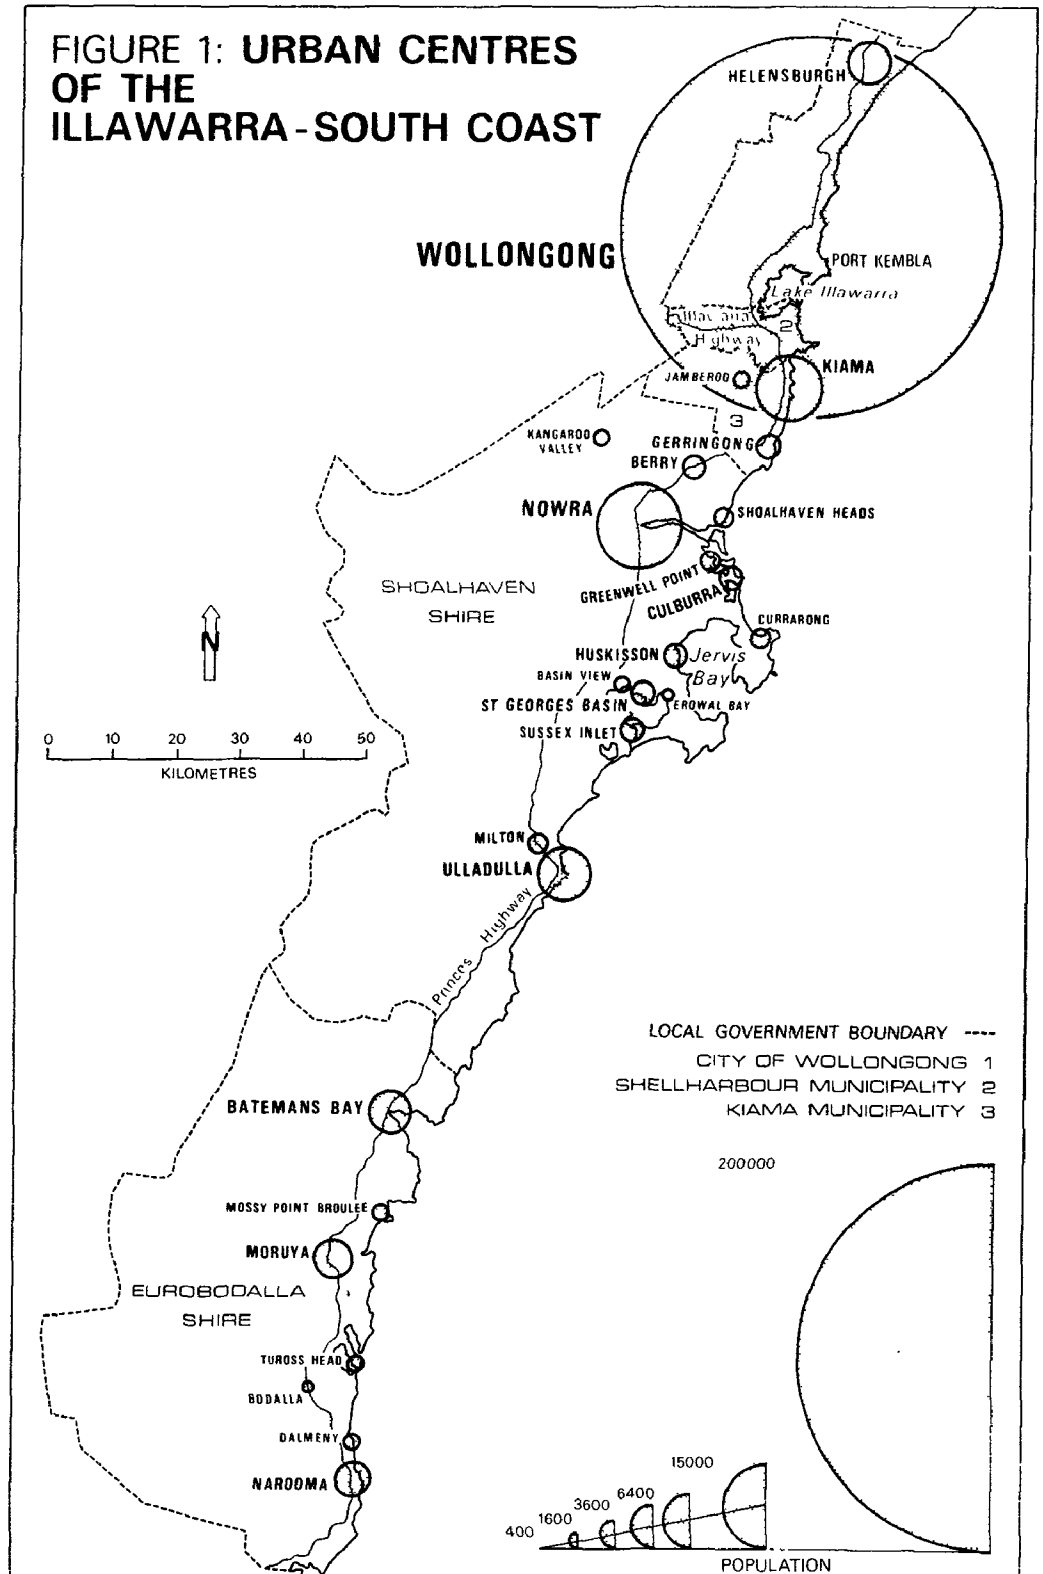 FIGURE 1: URBAN CENTRES
OF THE
ILLAWARRA-SOUTH COAST
HELENSBURGH
WOLLONGONG
PORT KEMBLA
Lake Illawarra
Illawarra
2
Highway
KIAMA
JAMBEROO
3
KANGAROO
VALLEY
GERRINGONG
BERRY
NOWRA
SHOALHAVEN HEADS
SHOALHAVEN
SHIRE
GREENWELL POINT
CULBURRA
CURRARONG
N
HUSKISSON
Jervis
Bay
BASIN VIEW
ST GEORGES BASIN
EROWAL BAY
SUSSEX INLET
0 10 20 30 40 50
KILOMETRES
MILTON
ULLADULLA
Princes Highway
LOCAL GOVERNMENT BOUNDARY ----
CITY OF WOLLONGONG 1
SHELLHARBOUR MUNICIPALITY 2
KIAMA MUNICIPALITY 3
BATEMANS BAY
200000
MOSSY POINT BROULEE
MORUYA
EUROBODALLA
SHIRE
TUROSS HEAD
BODALLA
DALMENY
NAROOMA
400 1600 3600 6400 15000
POPULATION